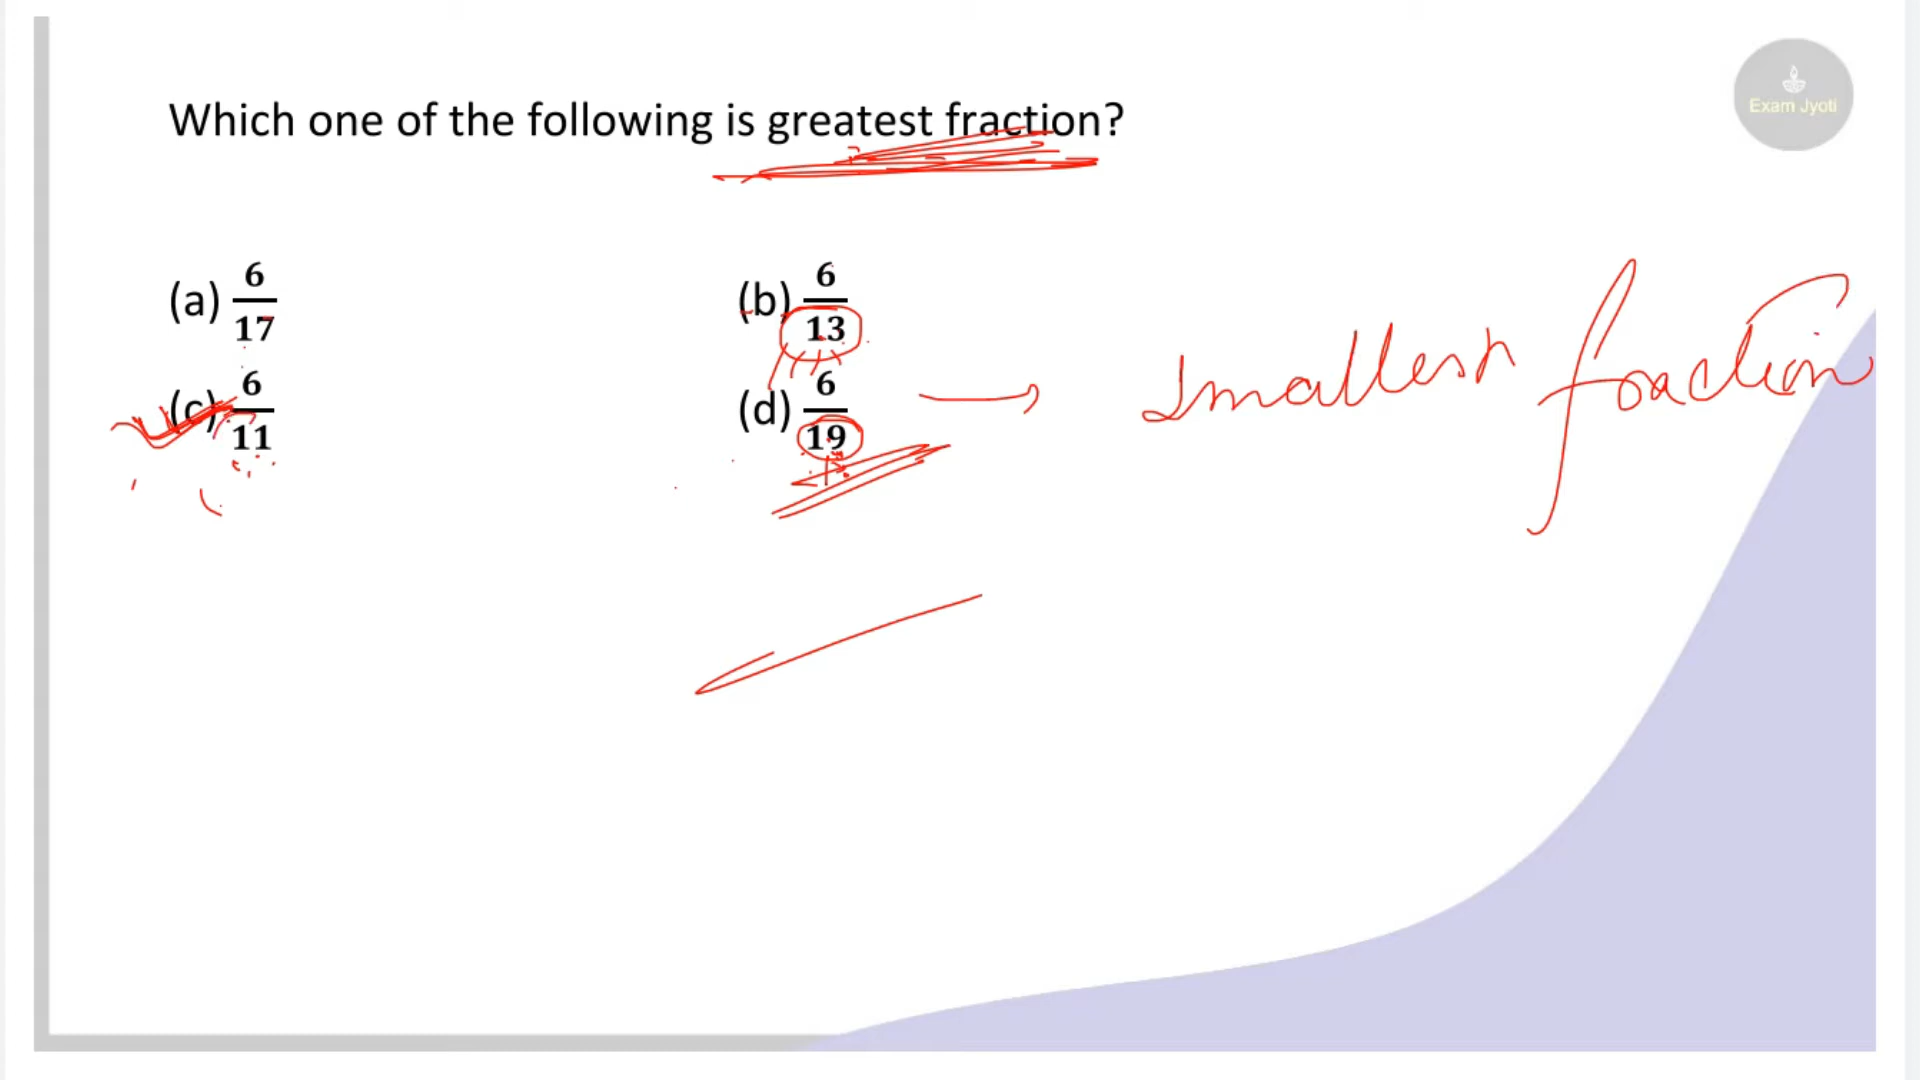 Exam Jyoti
Which one of the following is greatest fraction?
(a) 6/17 (b) 6/13
(c) 6/11 (d) 6/19 → Smallest fraction